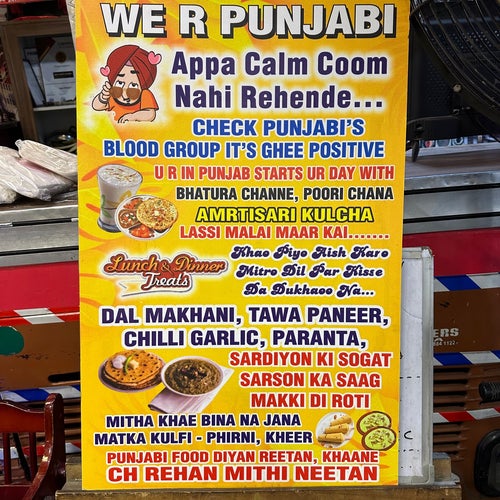 WE R PUNJABI
Appa Calm Coom
Nahi Rehende...
CHECK PUNJABI'S
BLOOD GROUP IT'S GHEE POSITIVE
U R IN PUNJAB STARTS UR DAY WITH
BHATURA CHANNE, POORI CHANA
AMRTISARI KULCHA
LASSI MALAI MAAR KAI.......
Lunch & Dinner
Treats
Khao Piyo Aish Karo
Mitro Dil Par Kisse
Da Dukhaoo Na...
DAL MAKHANI, TAWA PANEER,
CHILLI GARLIC, PARANTA,
SARDIYON KI SOGAT
SARSON KA SAAG
MAKKI DI ROTI
MITHA KHAE BINA NA JANA
MATKA KULFI - PHIRNI, KHEER
PUNJABI FOOD DIYAN REETAN, KHAANE
CH REHAN MITHI NEETAN